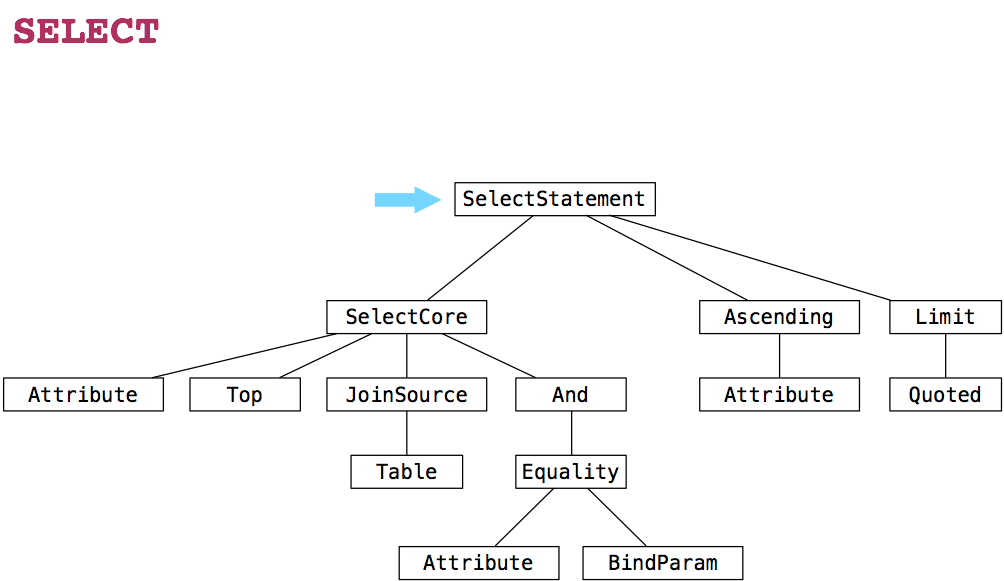 SELECT
SelectStatement
SelectCore Ascending Limit
Attribute Top JoinSource And Attribute Quoted
Table Equality
Attribute BindParam